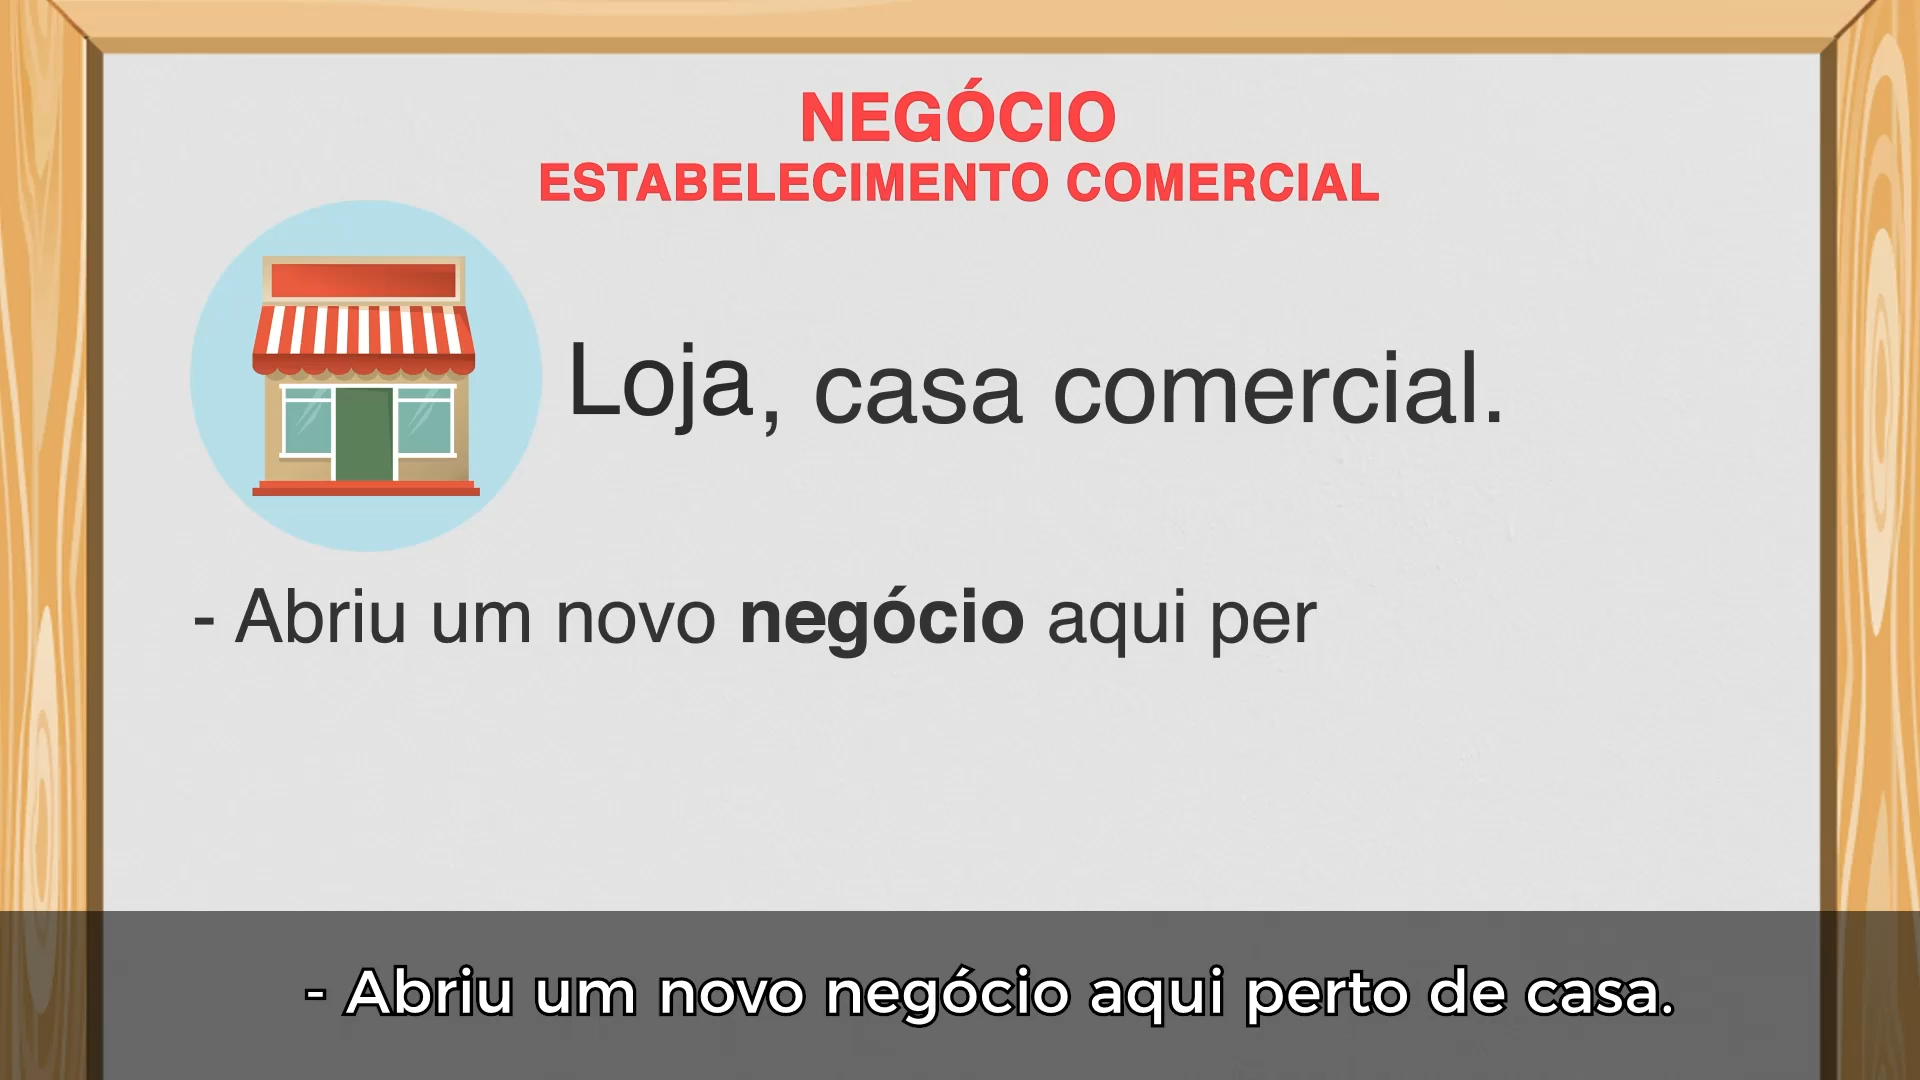 NEGÓCIO
ESTABELECIMENTO COMERCIAL
Loja, casa comercial.
- Abriu um novo negócio aqui per
- Abriu um novo negócio aqui perto de casa.